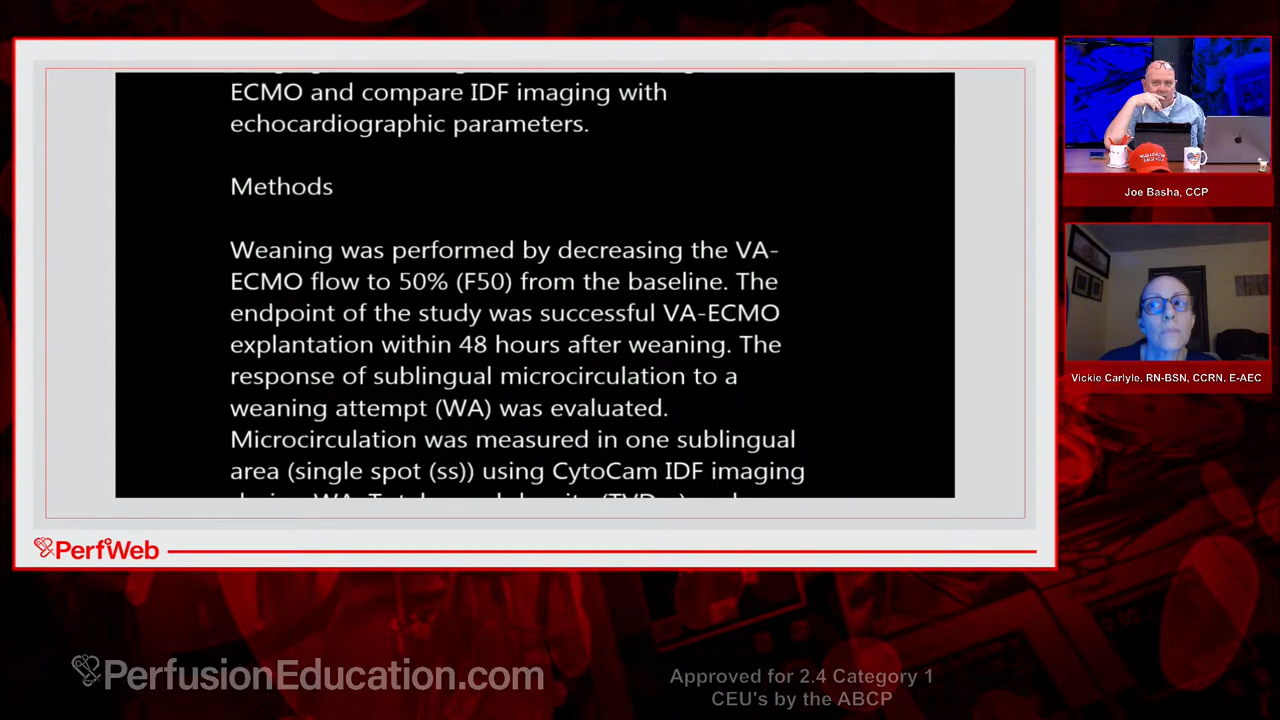 ECMO and compare IDF imaging with
echocardiographic parameters.
Methods
Weaning was performed by decreasing the VA-
ECMO flow to 50% (F50) from the baseline. The
endpoint of the study was successful VA-ECMO
explantation within 48 hours after weaning. The
response of sublingual microcirculation to a
weaning attempt (WA) was evaluated.
Microcirculation was measured in one sublingual
area (single spot (ss)) using CytoCam IDF imaging
Joe Basha, CCP
Vickie Carlyle, RN-BSN, CCRN, E-AEC
PerfWeb
PerfusionEducation.com
Approved for 2.4 Category 1
CEU's by the ABCP